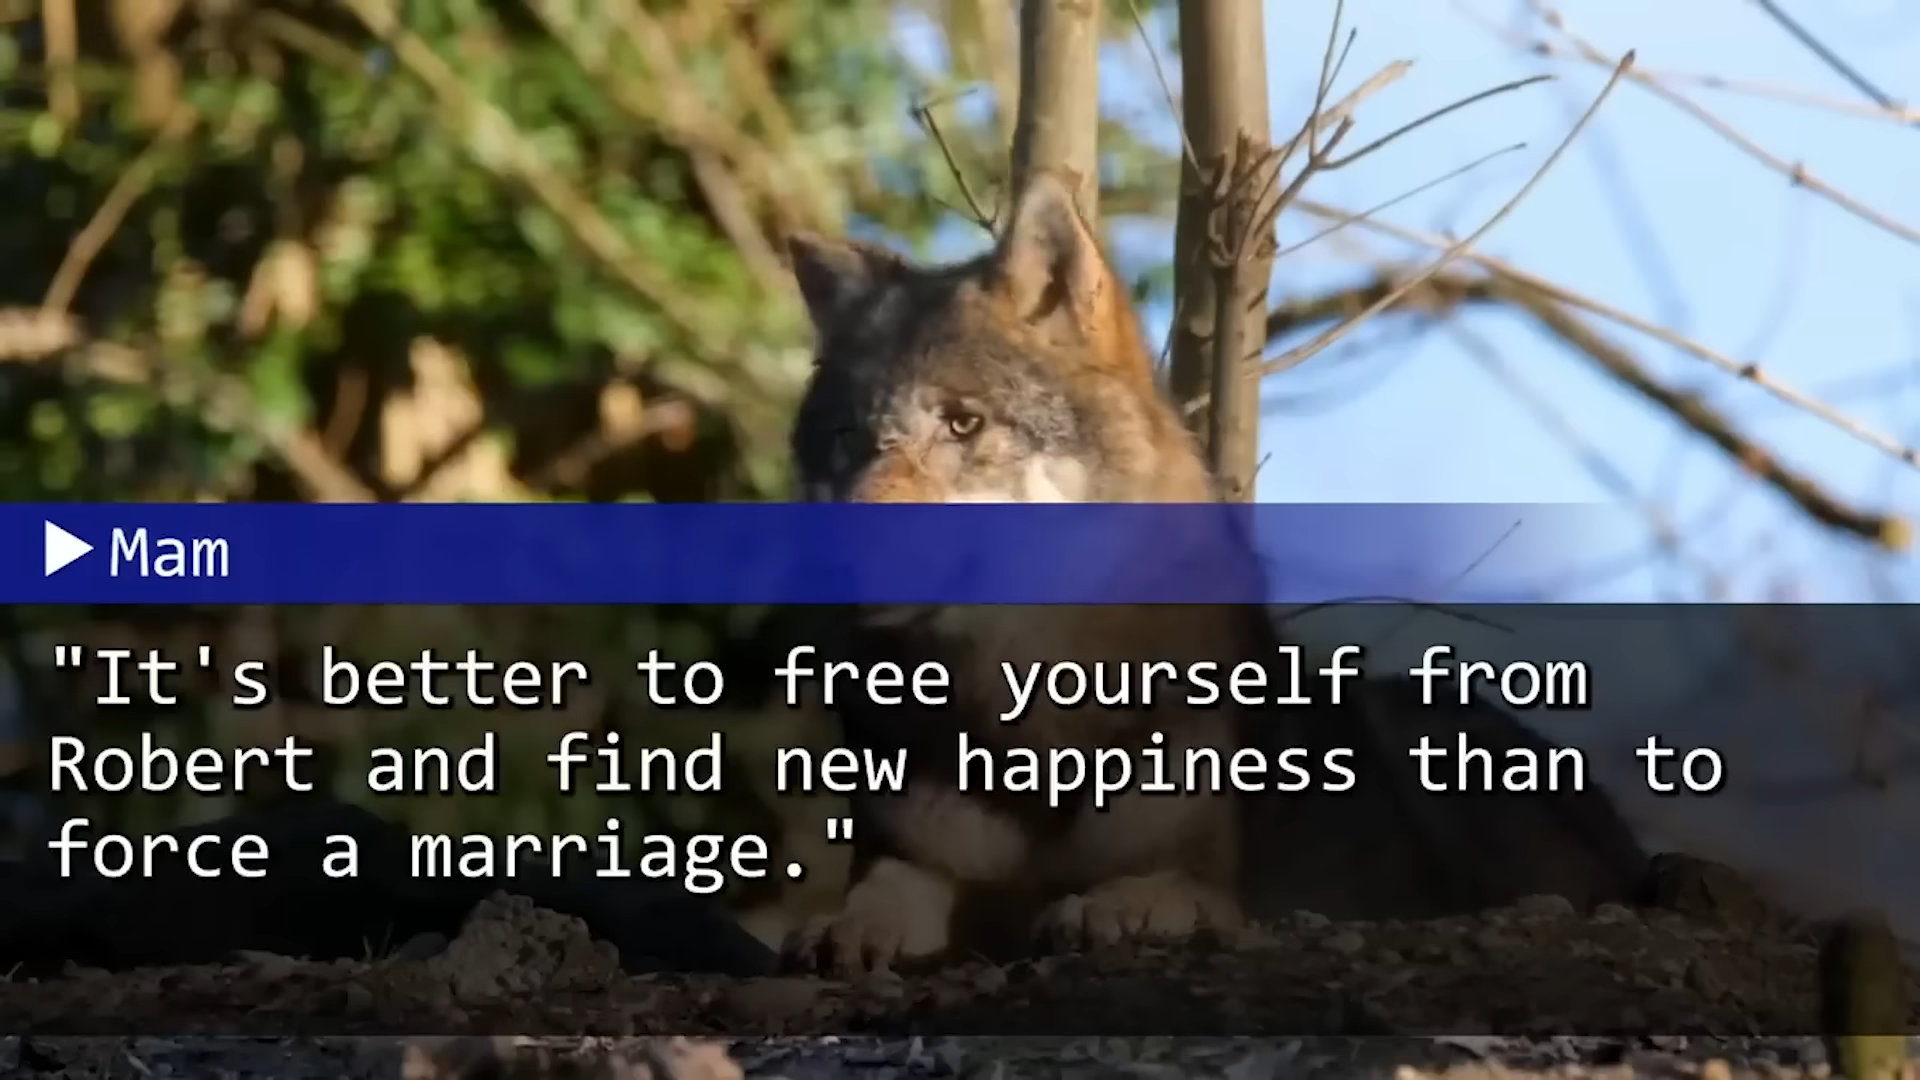 Mam
"It's better to free yourself from
Robert and find new happiness than to
force a marriage."